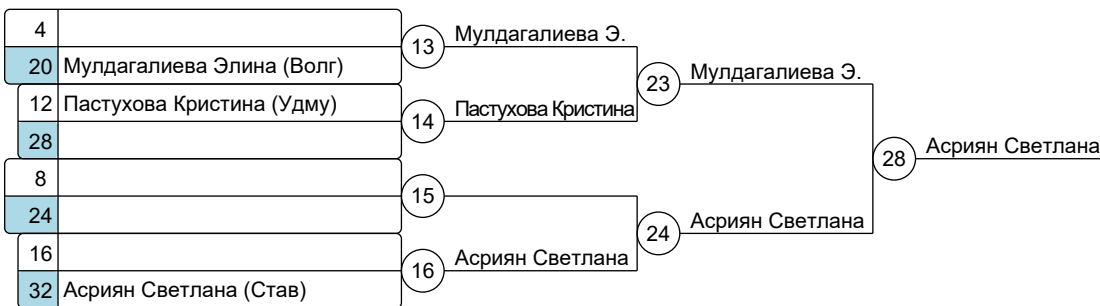 4
13
Мулдагалиева Э.
20 Мулдагалиева Элина (Волг)
23
Мулдагалиева Э.
12 Пастухова Кристина (Удму)
14
Пастухова Кристина
28
28
Асриян Светлана
8
15
24
24
Асриян Светлана
16
16
Асриян Светлана
32 Асриян Светлана (Став)